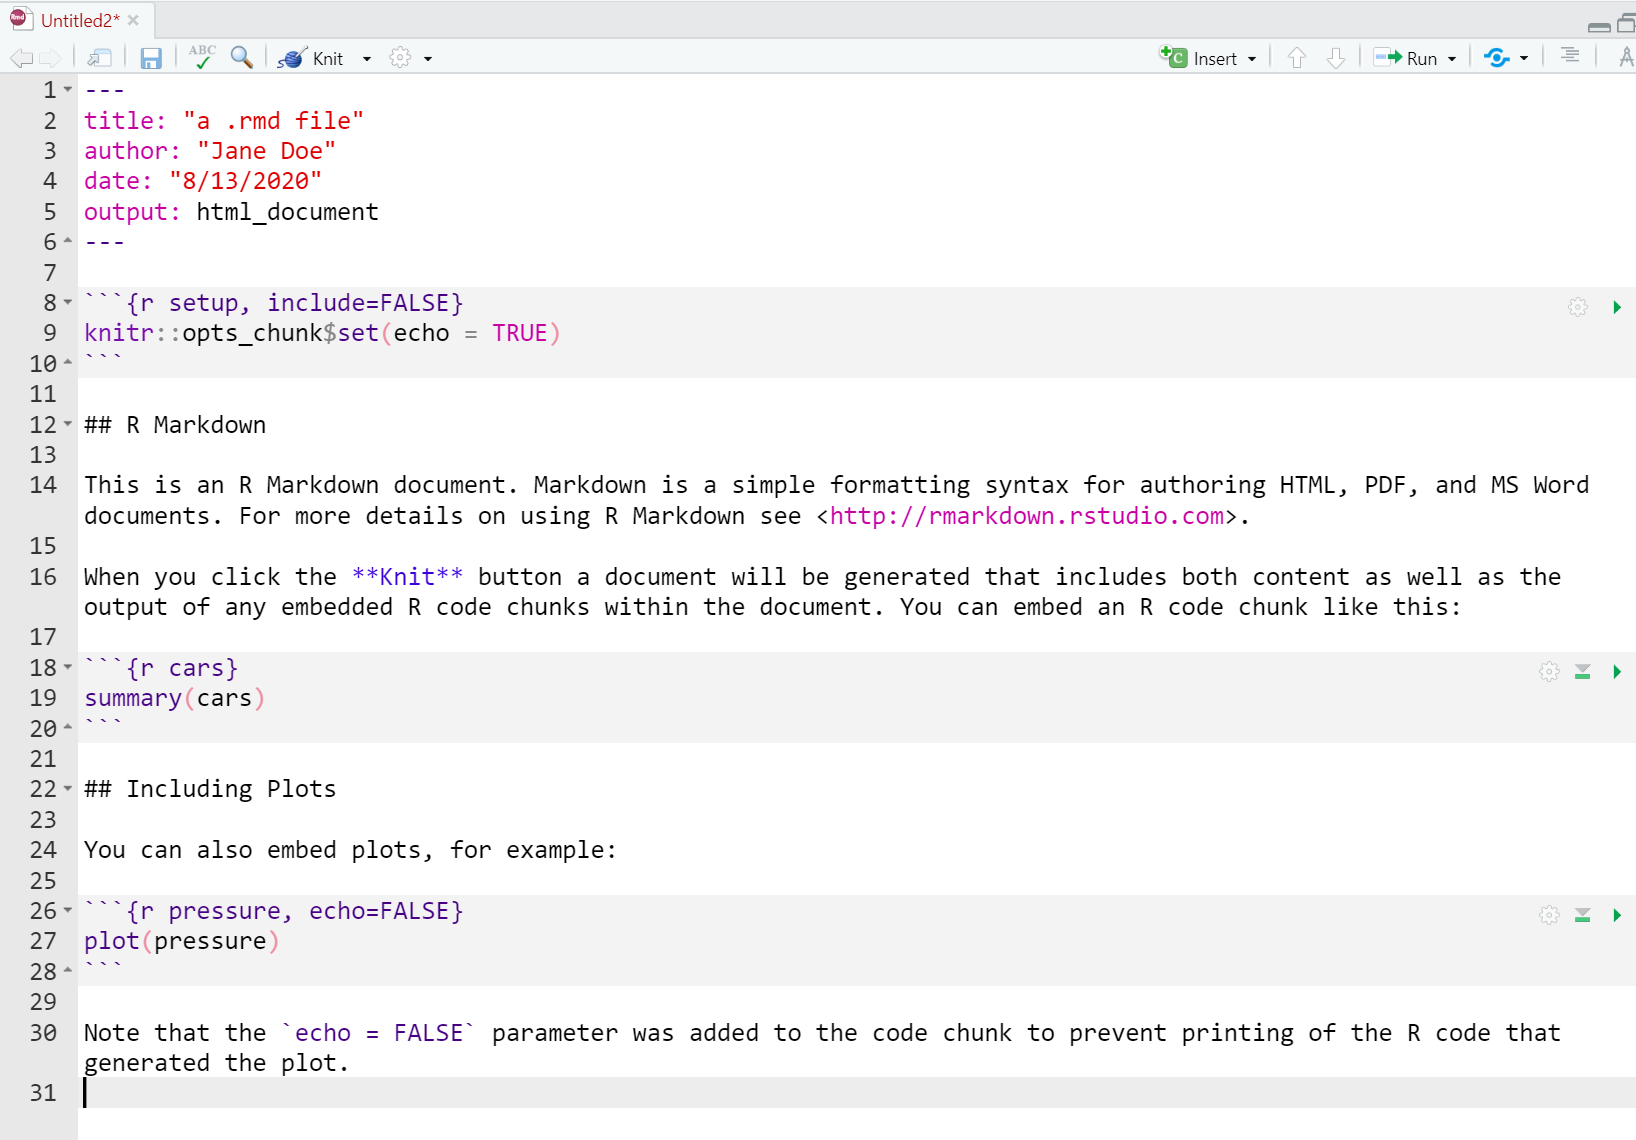 Untitled2*
ABC Knit Insert Run
1 ---
2 title: "a .rmd file"
3 author: "Jane Doe"
4 date: "8/13/2020"
5 output: html_document
6 ---
7
8 ```{r setup, include=FALSE}
9 knitr::opts_chunk$set(echo = TRUE)
10 ```
11
12 ## R Markdown
13
14 This is an R Markdown document. Markdown is a simple formatting syntax for authoring HTML, PDF, and MS Word
documents. For more details on using R Markdown see <http://rmarkdown.rstudio.com>.
15
16 When you click the **Knit** button a document will be generated that includes both content as well as the
output of any embedded R code chunks within the document. You can embed an R code chunk like this:
17
18 ```{r cars}
19 summary(cars)
20 ```
21
22 ## Including Plots
23
24 You can also embed plots, for example:
25
26 ```{r pressure, echo=FALSE}
27 plot(pressure)
28 ```
29
30 Note that the `echo = FALSE` parameter was added to the code chunk to prevent printing of the R code that
generated the plot.
31